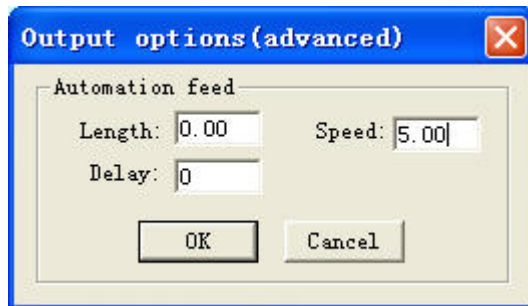 Output options(advanced)
Automation feed
Length: 0.00 Speed: 5.00
Delay: 0
OK Cancel